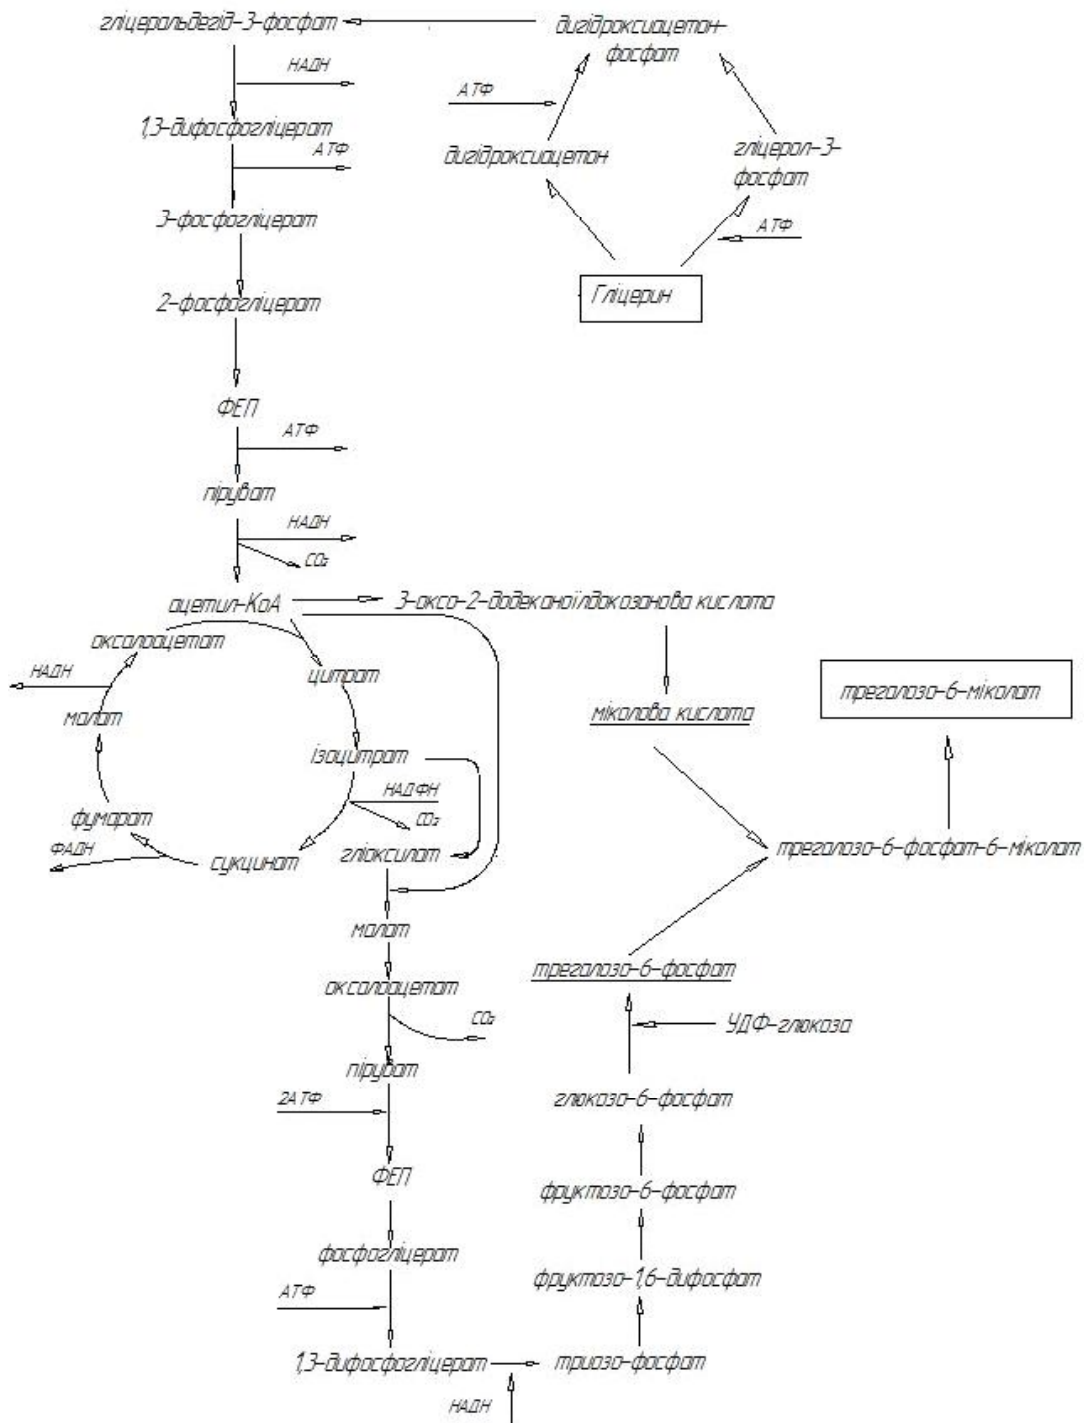 гліцеральдегід-3-фосфат
дигідроксиацетон-
фосфат
НАДН
АТФ
1,3-дифосфогліцерат
АТФ
дигідроксиацетон
гліцерол-3-
фосфат
3-фосфогліцерат
АТФ
2-фосфогліцерат
Гліцерин
ФЕП
АТФ
піруват
НАДН
CO₂
ацетил-КоА
3-оксо-2-додеканоїлдокозанова кислота
оксалоацетат
НАДН
цитрат
малат
міколова кислота
трегалозо-6-міколат
ізоцитрат
НАДФН
CO₂
фумарат
ФАДН
сукцинат
гліоксилат
трегалозо-6-фосфат-6-міколат
малат
трегалозо-6-фосфат
оксалоацетат
CO₂
УДФ-глюкоза
піруват
2АТФ
глюкозо-6-фосфат
ФЕП
фруктозо-6-фосфат
фосфогліцерат
АТФ
фруктозо-1,6-дифосфат
1,3-дифосфогліцерат
триозо-фосфат
НАДН